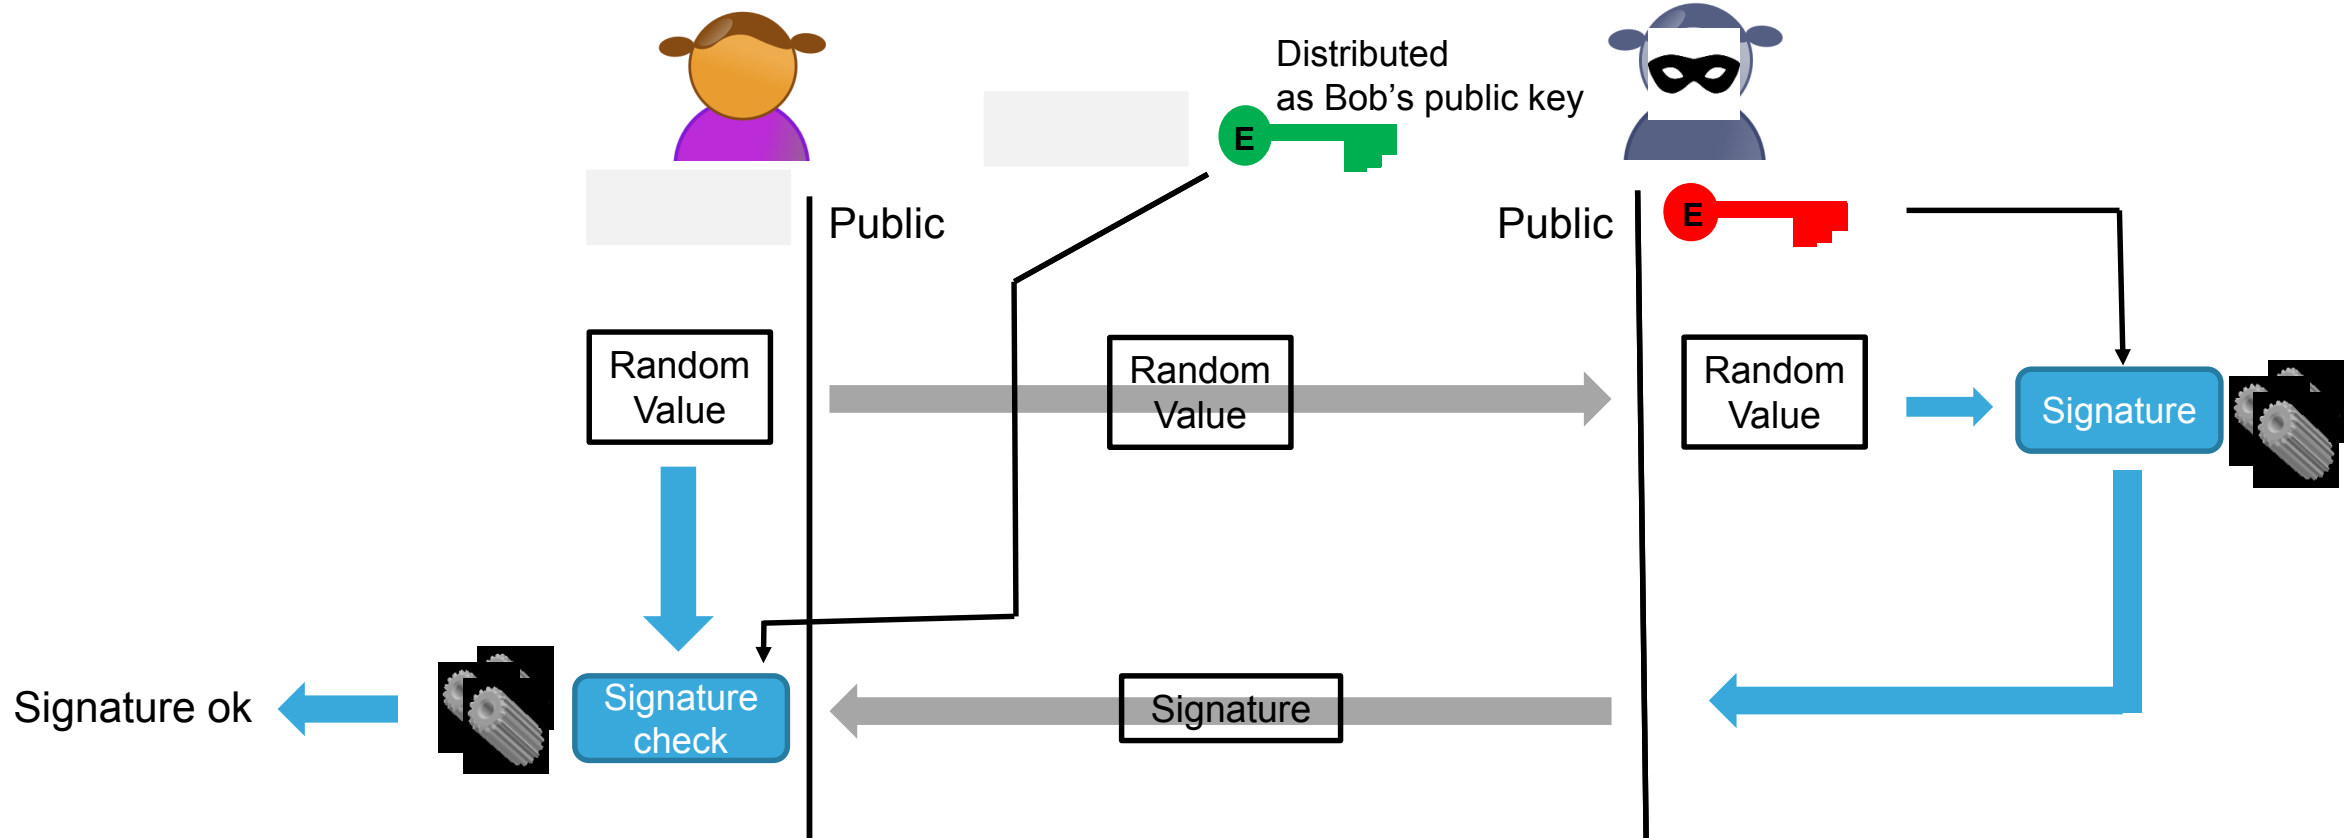 Distributed
as Bob's public key
E
Public
Public
E
Random
Value
Random
Value
Random
Value
Signature
Signature ok
Signature
check
Signature